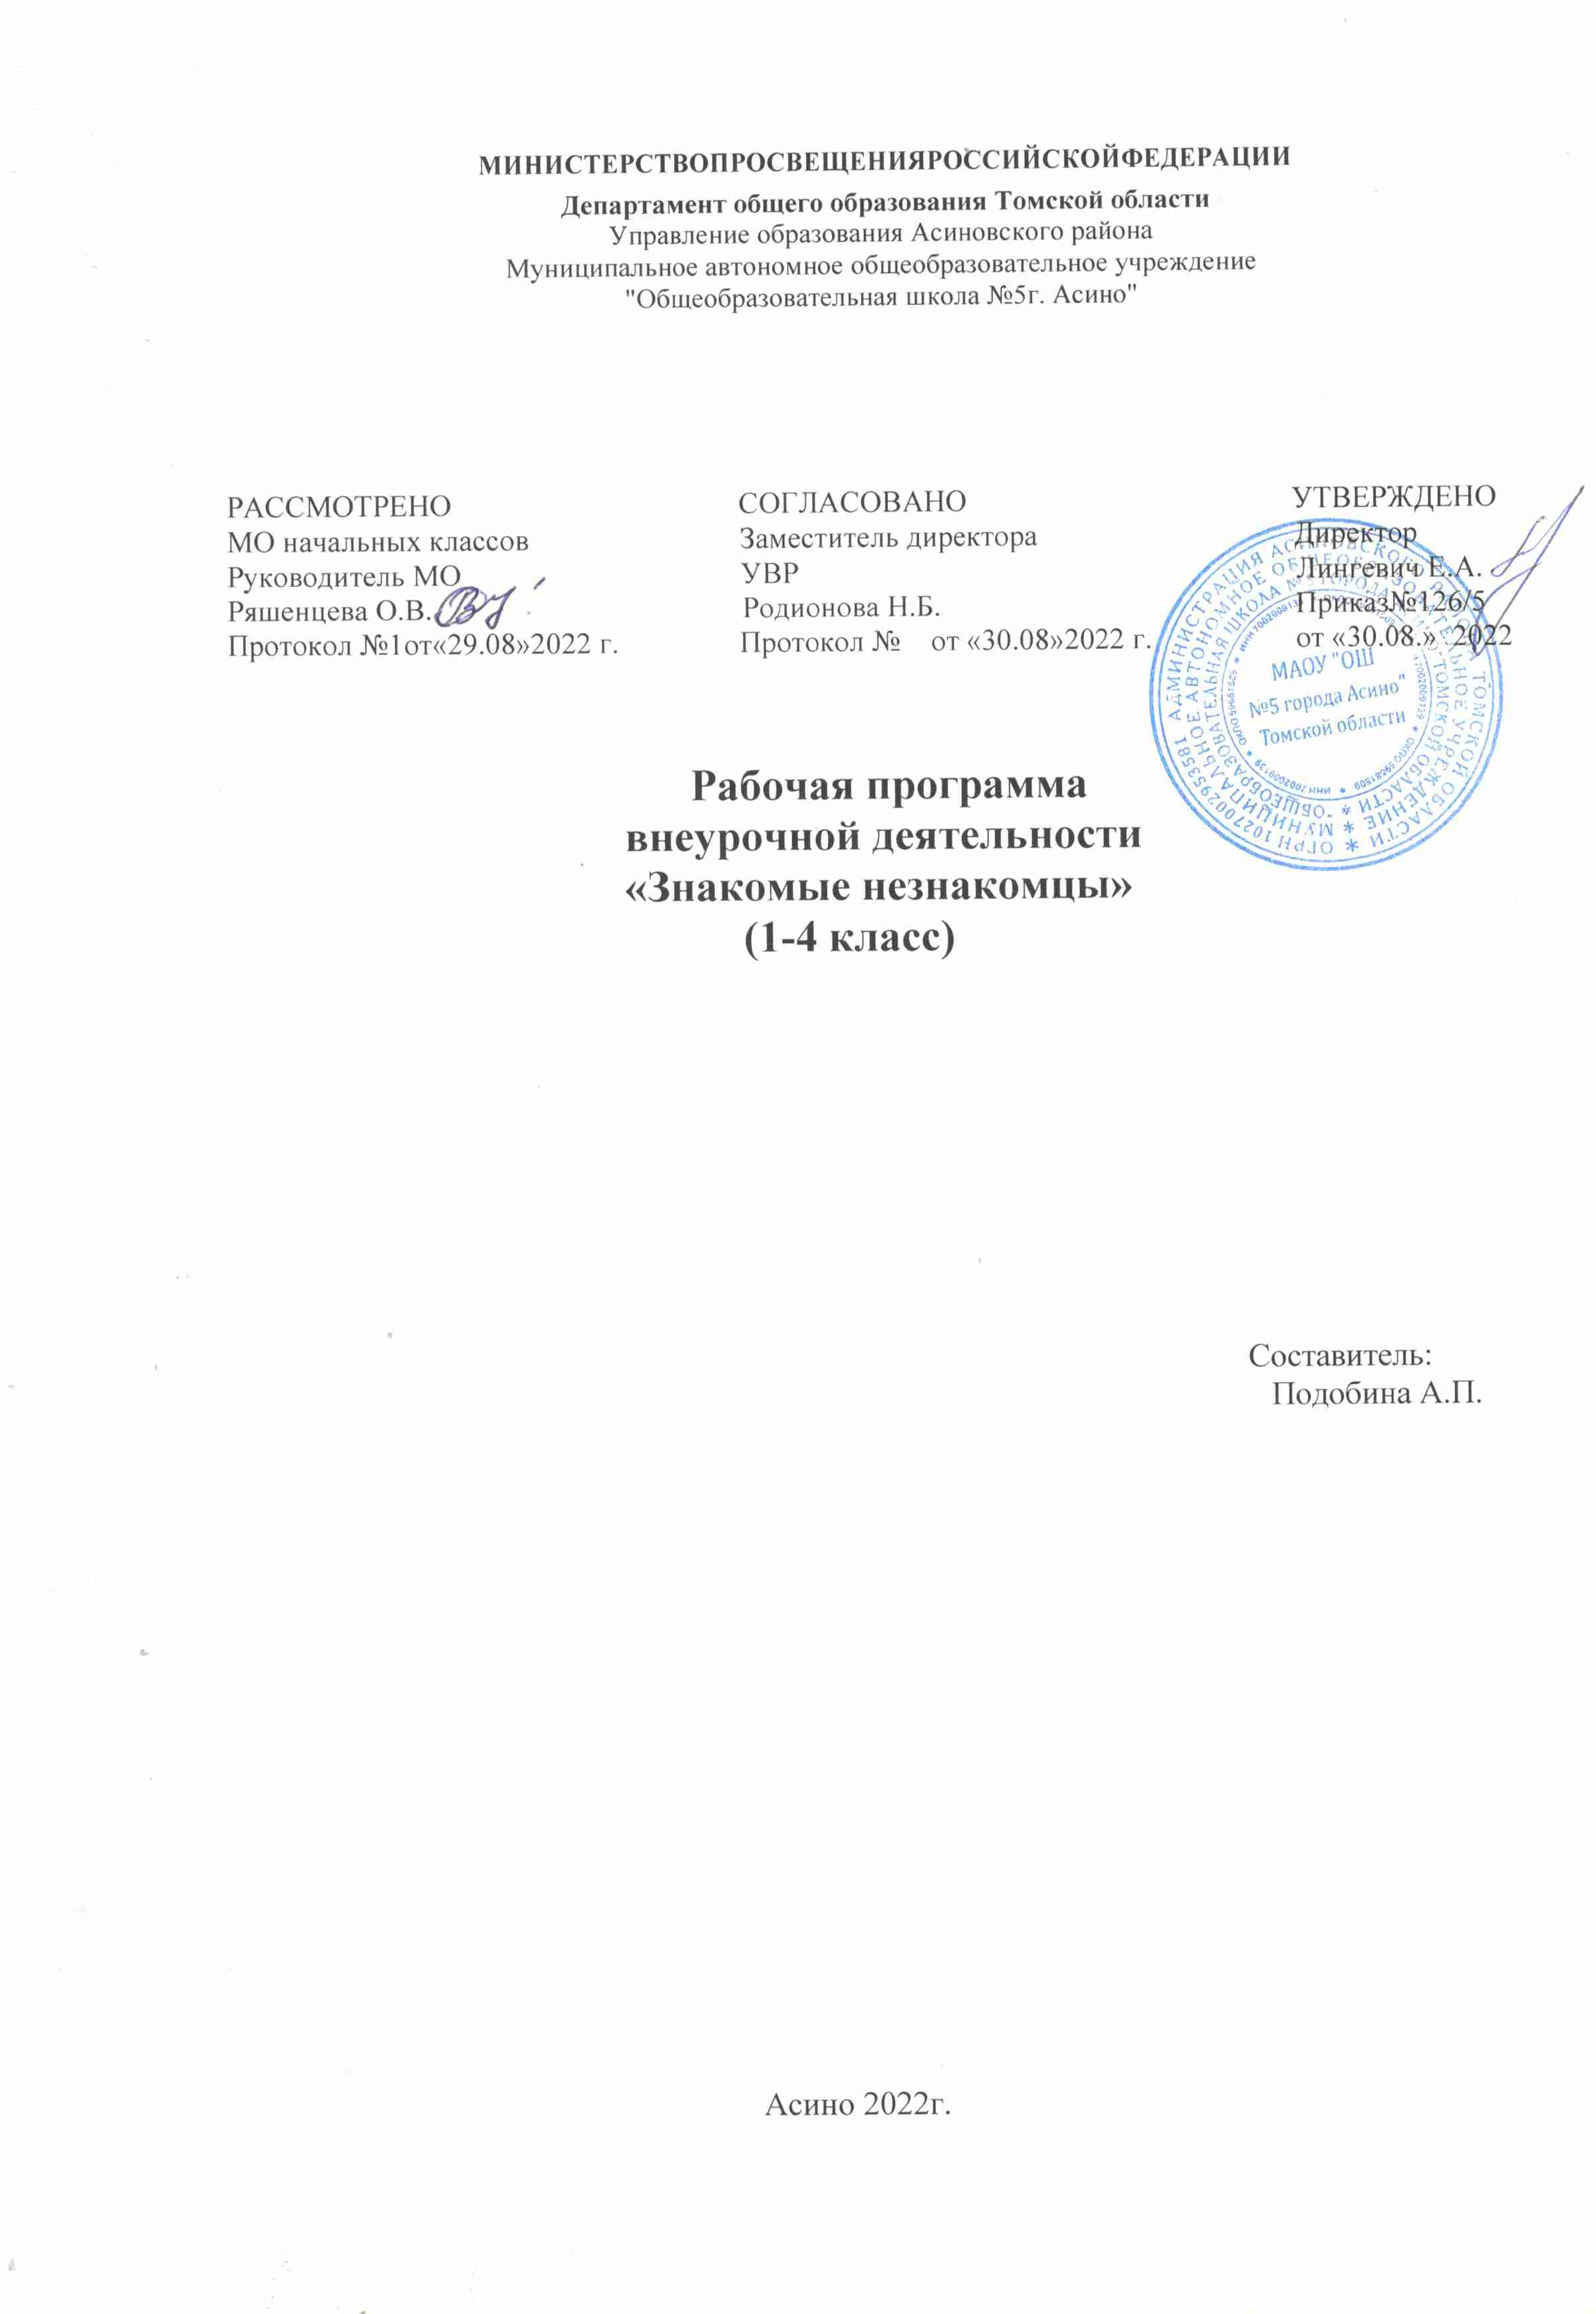 МИНИСТЕРСТВОПРОСВЕЩЕНИЯРОССИЙСКОЙФЕДЕРАЦИИ
Департамент общего образования Томской области
Управление образования Асиновского района
Муниципальное автономное общеобразовательное учреждение
"Общеобразовательная школа №5г. Асино"
РАССМОТРЕНО
МО начальных классов
Руководитель МО
Ряшенцева О.В.
Протокол №1от«29.08»2022 г.
СОГЛАСОВАНО
Заместитель директора
УВР
Родионова Н.Б.
Протокол № от «30.08»2022 г.
УТВЕРЖДЕНО
Директор
Лингевич Е.А.
Приказ№126/5
от «30.08.» 2022
МАОУ "ОШ
№5 города Асино"
Томской области
Рабочая программа
внеурочной деятельности
«Знакомые незнакомцы»
(1-4 класс)
Составитель:
Подобина А.П.
Асино 2022г.